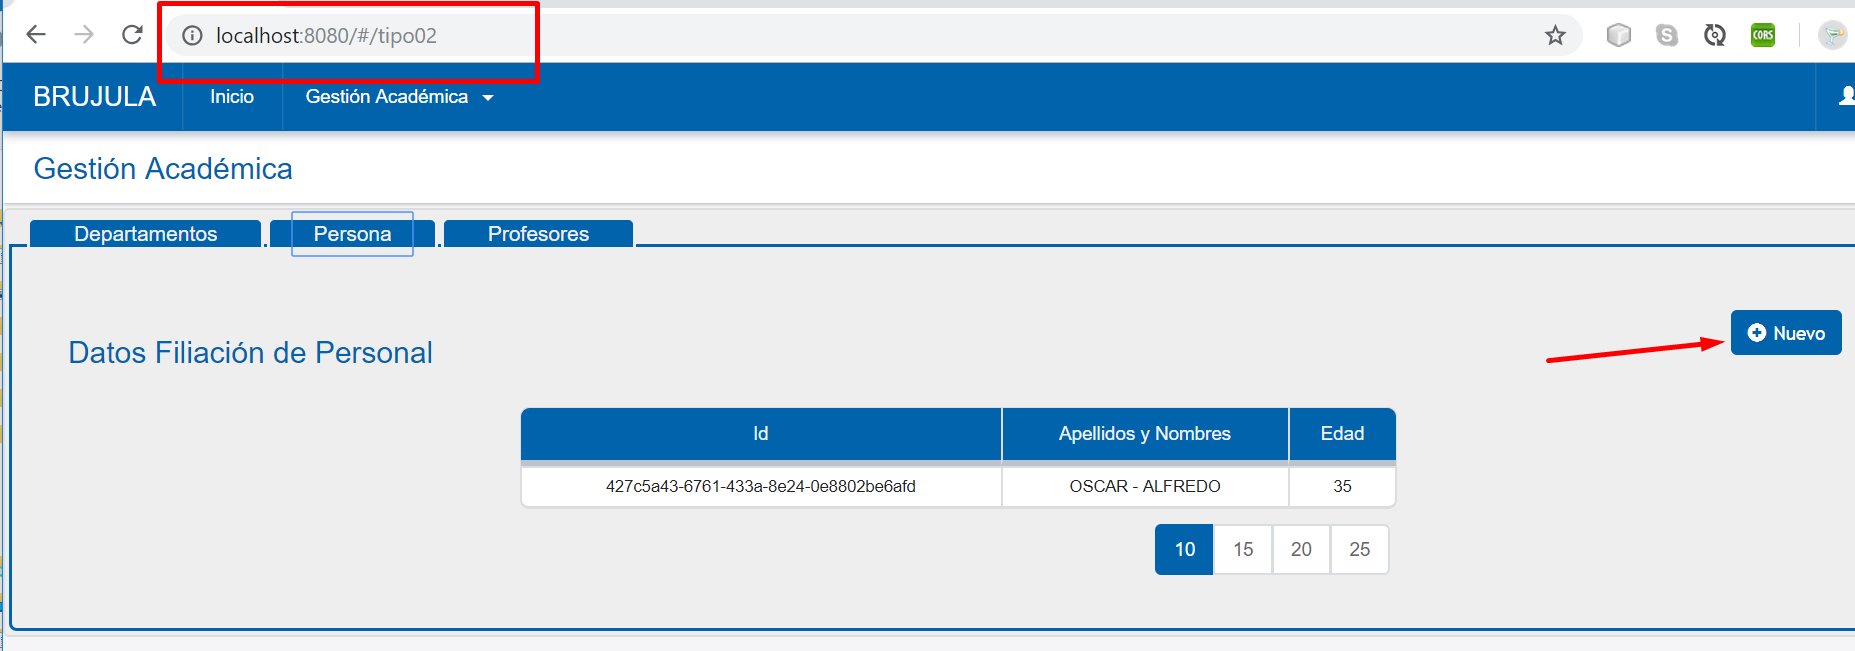 localhost:8080/#/tipo02
S
CORS
BRUJULA Inicio Gestión Académica
Gestión Académica
Departamentos Persona Profesores
Nuevo
Datos Filiación de Personal
Id Apellidos y Nombres Edad
427c5a43-6761-433a-8e24-0e8802be6afd OSCAR - ALFREDO 35
10 15 20 25